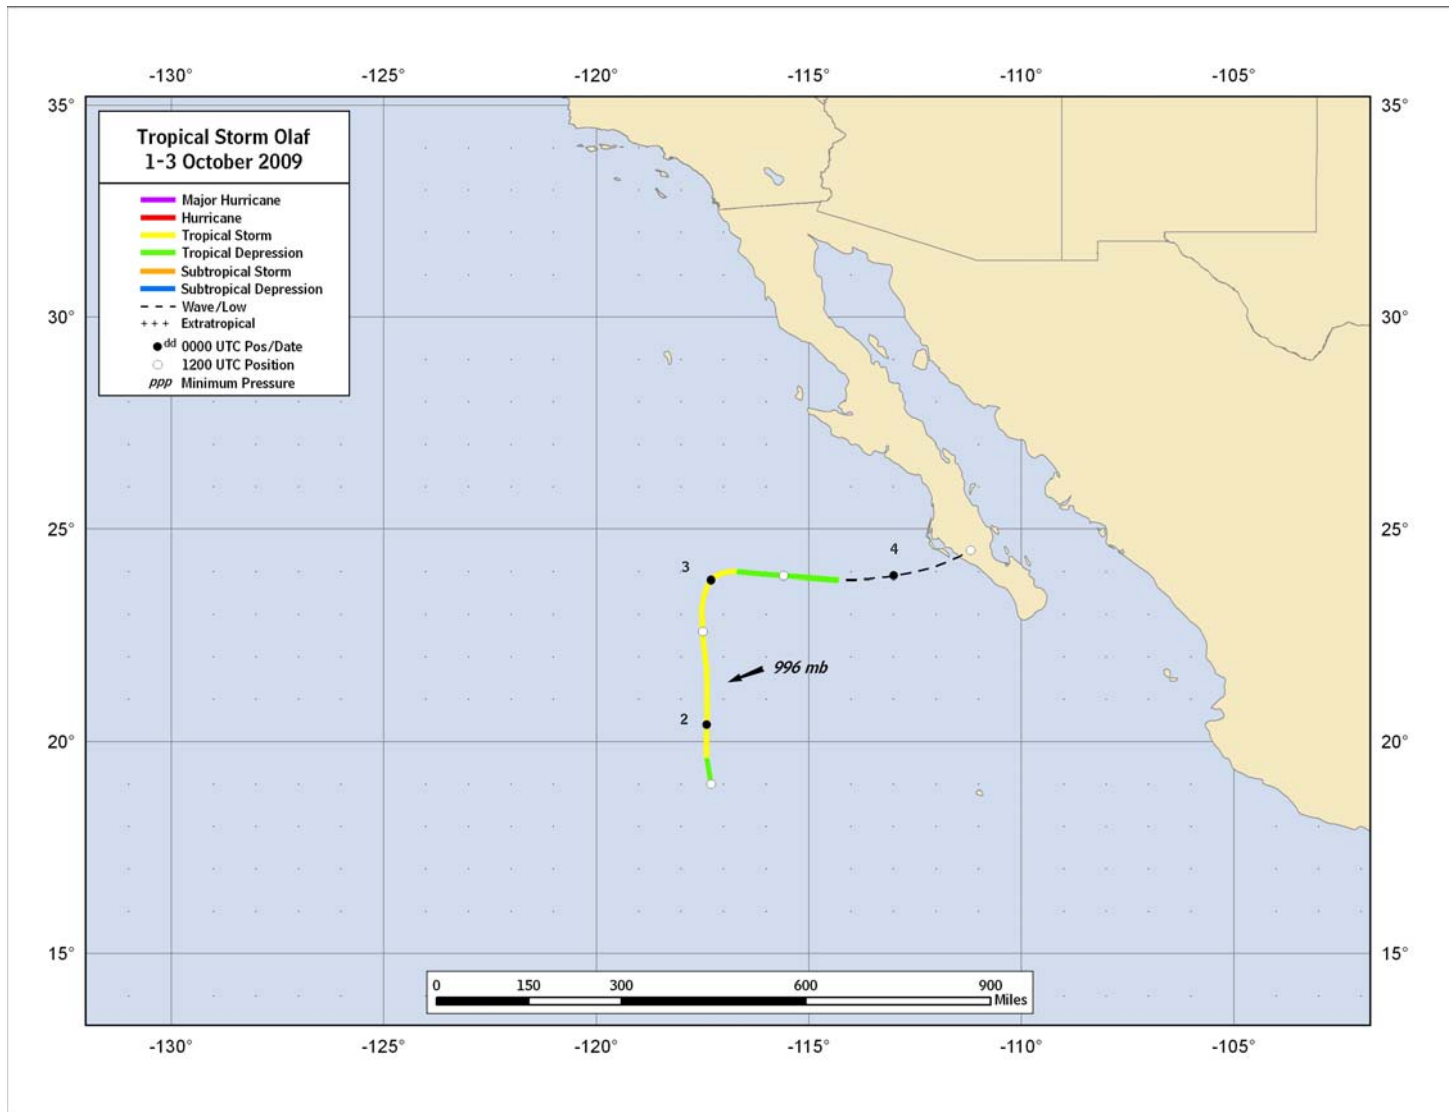 -130° -125° -120° -115° -110° -105°
35° 35°
Tropical Storm Olaf
1-3 October 2009
Major Hurricane
Hurricane
Tropical Storm
Tropical Depression
Subtropical Storm
Subtropical Depression
Wave/Low
Extratropical
dd 0000 UTC Pos/Date
1200 UTC Position
ppp Minimum Pressure
30° 30°
25° 25°
4
3
996 mb
2
20° 20°
15° 15°
0 150 300 600 900
Miles
-130° -125° -120° -115° -110° -105°